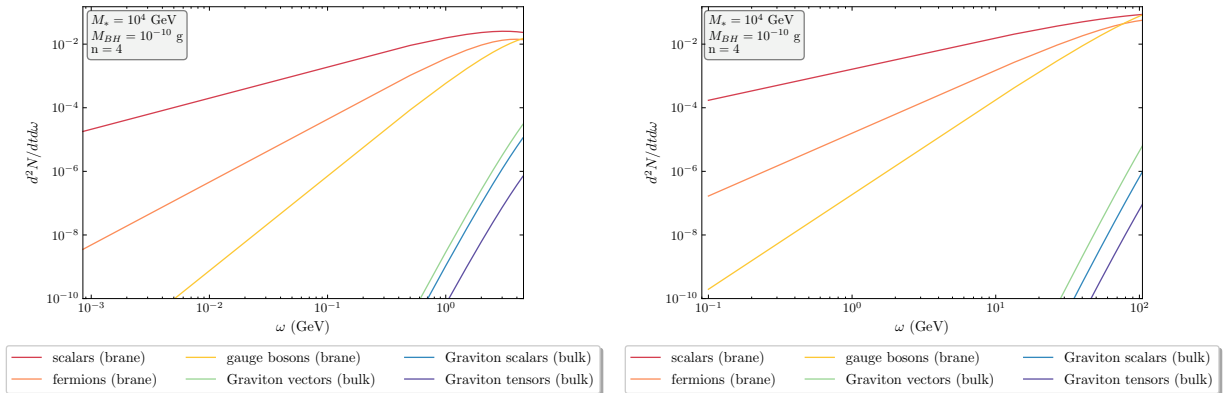 M_* = 10^4 GeV
M_{BH} = 10^{-10} g
n = 4
10^{-2}
10^{-4}
10^{-6}
10^{-8}
10^{-10}
d^2N/dtdω
10^{-3} 10^{-2} 10^{-1} 10^0
ω (GeV)
scalars (brane) gauge bosons (brane) Graviton scalars (bulk)
fermions (brane) Graviton vectors (bulk) Graviton tensors (bulk)
M_* = 10^4 GeV
M_{BH} = 10^{-10} g
n = 4
10^{-2}
10^{-4}
10^{-6}
10^{-8}
10^{-10}
d^2N/dtdω
10^{-1} 10^0 10^1 10^2
ω (GeV)
scalars (brane) gauge bosons (brane) Graviton scalars (bulk)
fermions (brane) Graviton vectors (bulk) Graviton tensors (bulk)